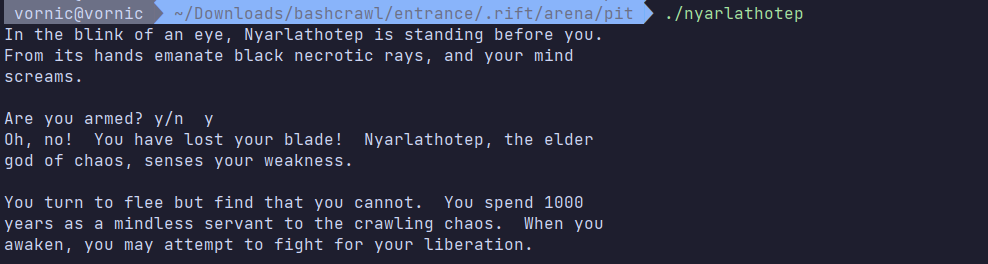 vornic@vornic ~/Downloads/bashcrawl/entrance/.rift/arena/pit ./nyarlathotep
In the blink of an eye, Nyarlathotep is standing before you.
From its hands emanate black necrotic rays, and your mind
screams.
Are you armed? y/n  y
Oh, no!  You have lost your blade!  Nyarlathotep, the elder
god of chaos, senses your weakness.
You turn to flee but find that you cannot.  You spend 1000
years as a mindless servant to the crawling chaos.  When you
awaken, you may attempt to fight for your liberation.